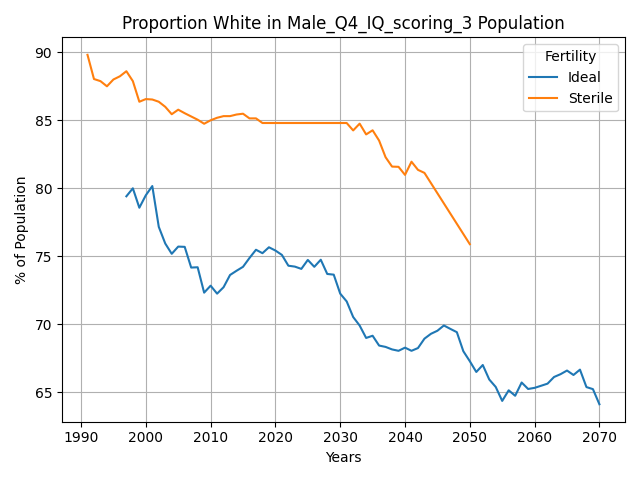 Proportion White in Male_Q4_IQ_scoring_3 Population
Fertility
Ideal
Sterile
% of Population
90
85
80
75
70
65
1990
2000
2010
2020
2030
2040
2050
2060
2070
Years